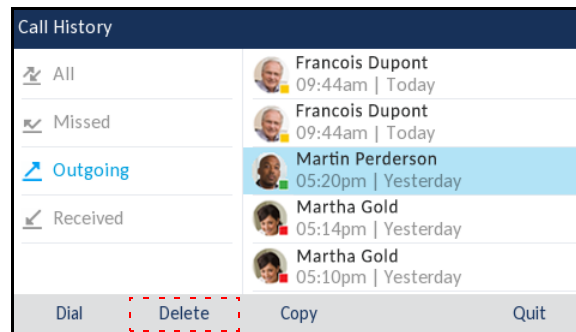 Call History
All
Missed
Outgoing
Received
Francois Dupont
09:44am | Today
Francois Dupont
09:44am | Today
Martin Perderson
05:20pm | Yesterday
Martha Gold
05:14pm | Yesterday
Martha Gold
05:10pm | Yesterday
Dial Delete Copy Quit